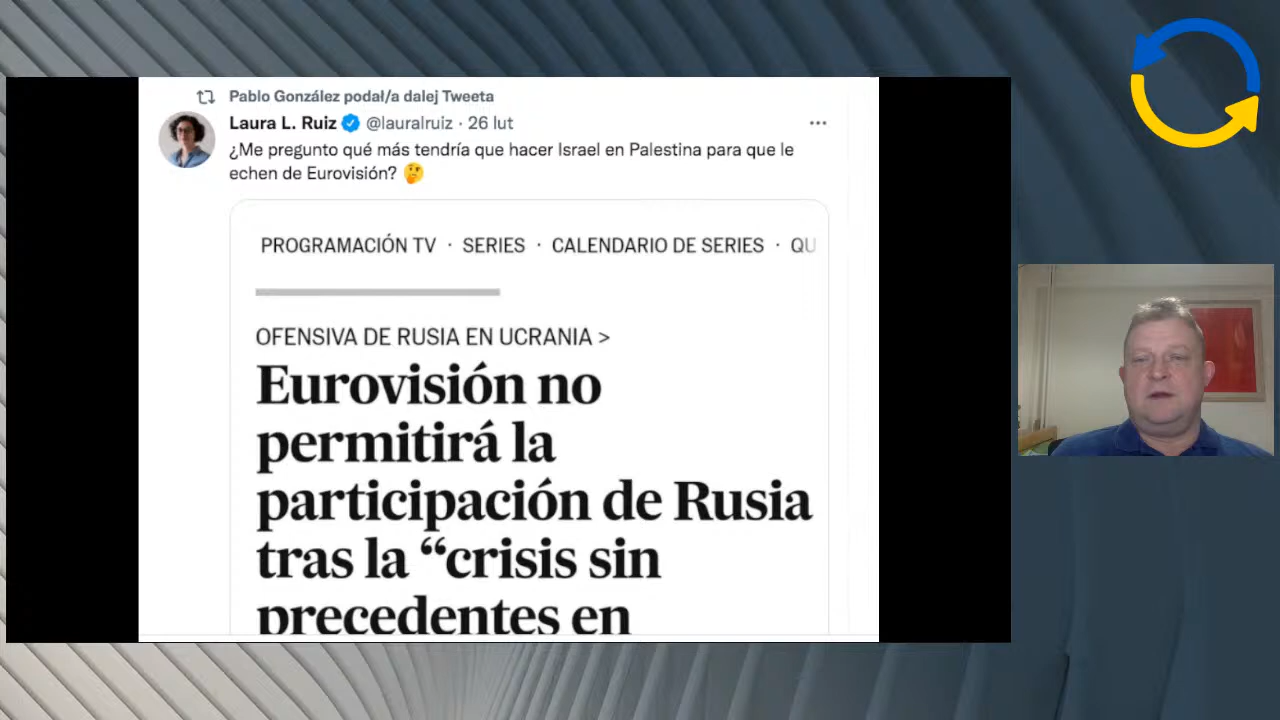 Pablo González podał/a dalej Tweeta
Laura L. Ruiz @lauralruiz · 26 lut
¿Me pregunto qué más tendría que hacer Israel en Palestina para que le
echen de Eurovisión? 🤔
PROGRAMACIÓN TV · SERIES · CALENDARIO DE SERIES · QU
OFENSIVA DE RUSIA EN UCRANIA >
Eurovisión no
permitirá la
participación de Rusia
tras la “crisis sin
precedentes en